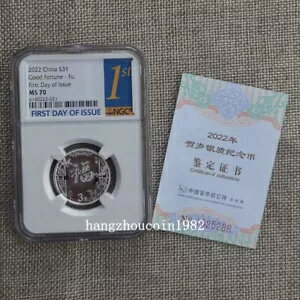 2022 China S3Y
Good Fortune - Fu
First Day of Issue
MS 70
1st
NGC
FIRST DAY OF ISSUE
福
3元
2022年
贺岁银质纪念币
鉴定证书
Certificate of Authenticity
hangzhoucoin1982